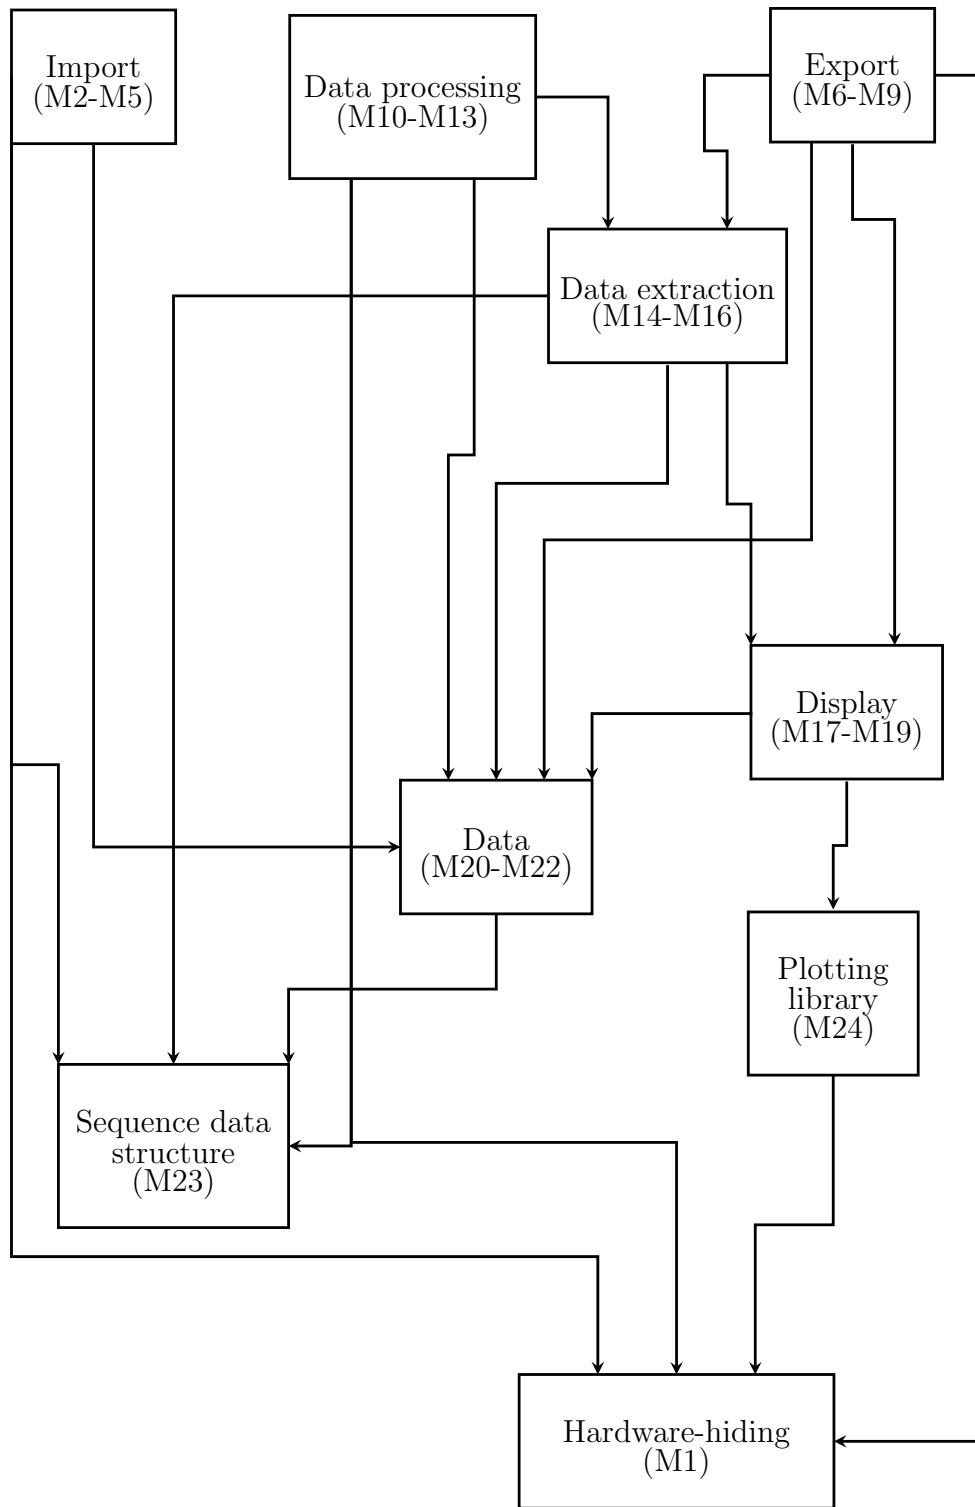 Import
(M2-M5)
Data processing
(M10-M13)
Export
(M6-M9)
Data extraction
(M14-M16)
Display
(M17-M19)
Data
(M20-M22)
Plotting
library
(M24)
Sequence data
structure
(M23)
Hardware-hiding
(M1)